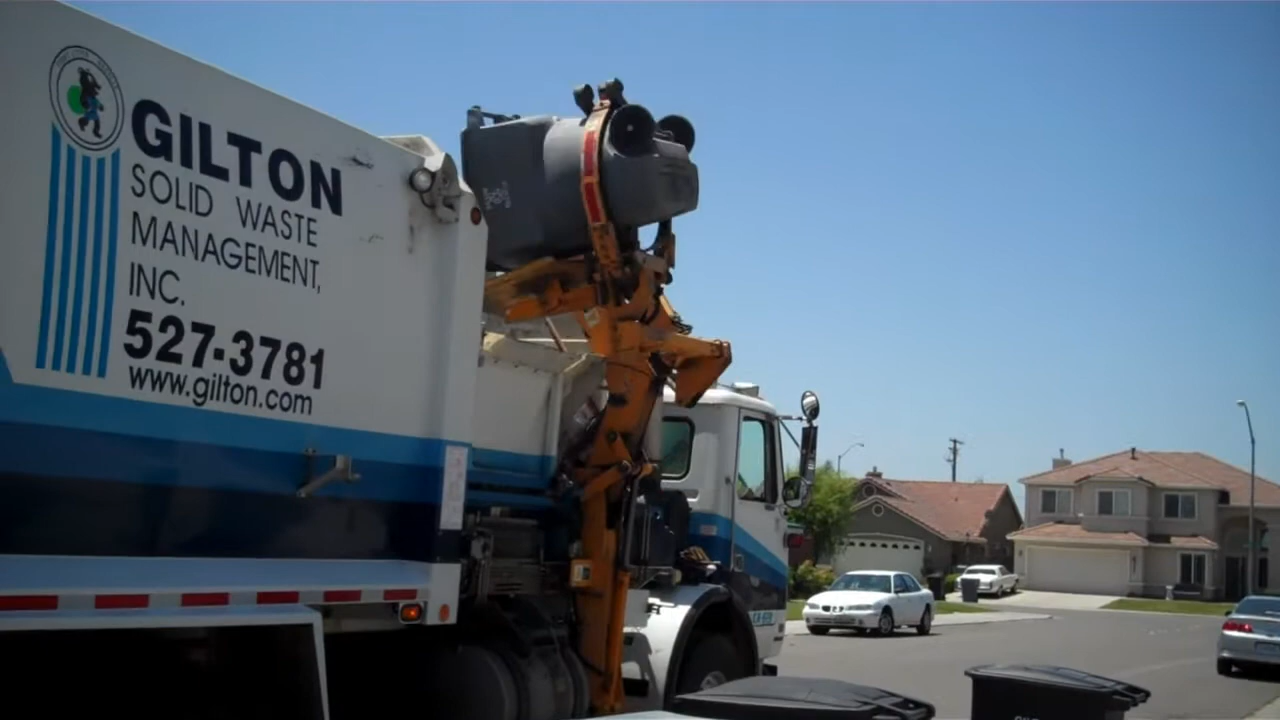 GILTON
SOLID WASTE
MANAGEMENT,
INC.
527-3781
www.gilton.com